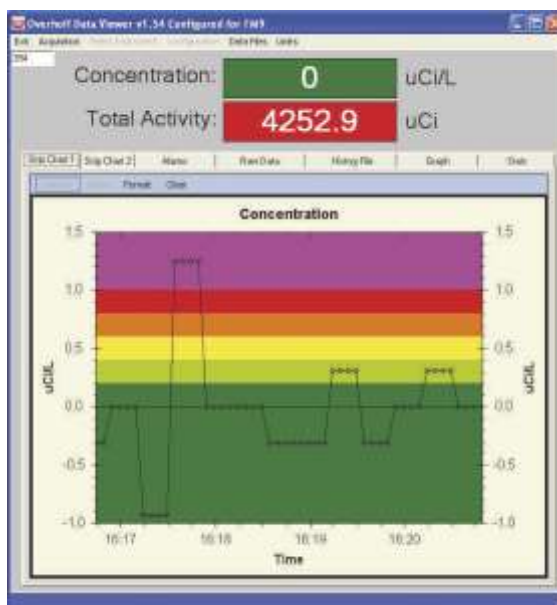 Overhoff Data Viewer v1.54 Configured for TM9
Exit Acquisition Data Files Units
Concentration: 0 uCi/L
Total Activity: 4252.9 uCi
Strip Chart 1 Strip Chart 2 Alarms Raw Data History File Graph
Format Clear
Concentration
1.5 1.5
1.0 1.0
0.5 0.5
uCi/L uCi/L
0.0 0.0
-0.5 -0.5
-1.0 -1.0
16:17 16:18 16:19 16:20
Time